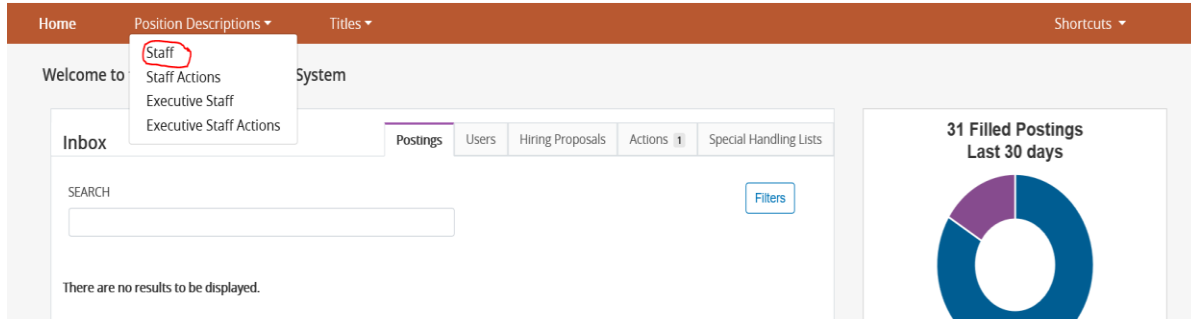 Home Position Descriptions Titles Shortcuts
Staff
Staff Actions
Executive Staff
Executive Staff Actions
Welcome to System
Inbox Postings Users Hiring Proposals Actions 1 Special Handling Lists
SEARCH
Filters
There are no results to be displayed.
31 Filled Postings
Last 30 days